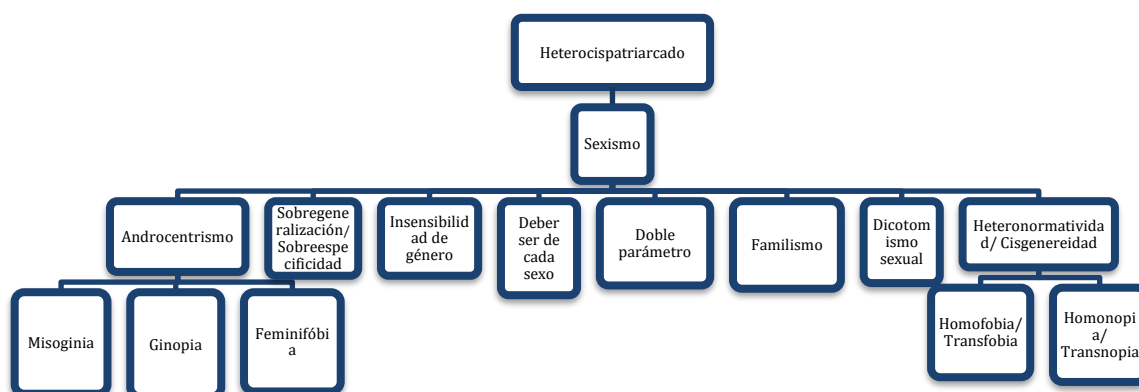 Heterocispatriarcado
Sexismo
Androcentrismo
Sobregene
ralización/
Sobreespe
cificidad
Insensibilid
ad de
género
Deber
ser de
cada
sexo
Doble
parámetro
Familismo
Dicotom
ismo
sexual
Heteronormativida
d/ Cisgenereidad
Misoginia
Ginopia
Feminifóbi
a
Homofobia/
Transfobia
Homonopi
a/
Transnopia